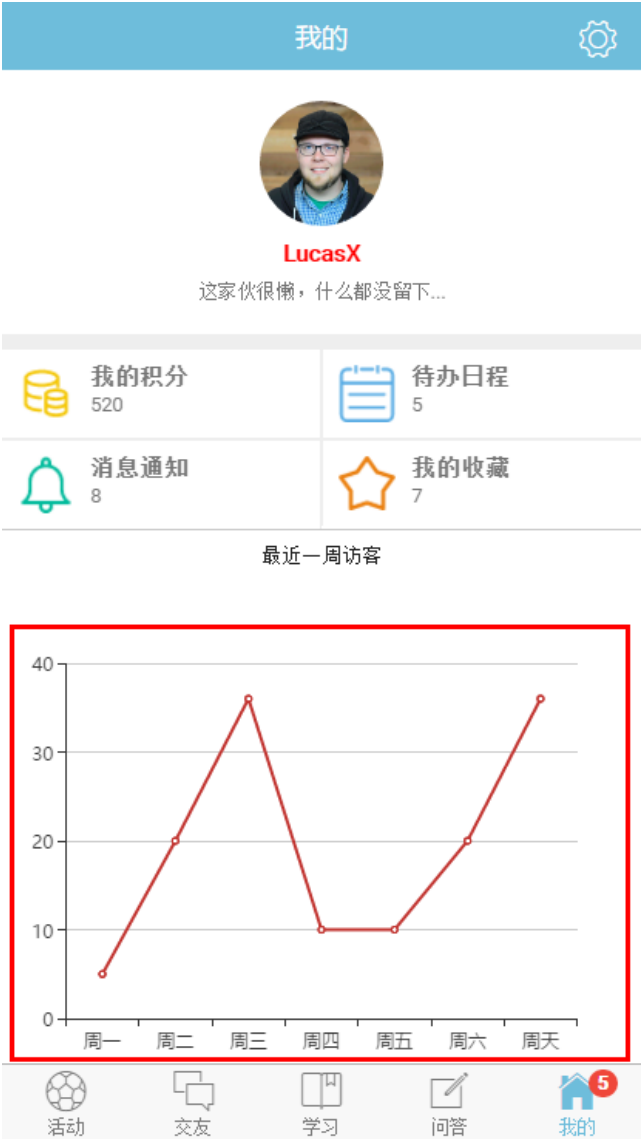 我的
LucasX
这家伙很懒，什么都没留下...
我的积分
520
待办日程
5
消息通知
8
我的收藏
7
最近一周访客
40
30
20
10
0
周一 周二 周三 周四 周五 周六 周天
5
活动 交友 学习 问答 我的